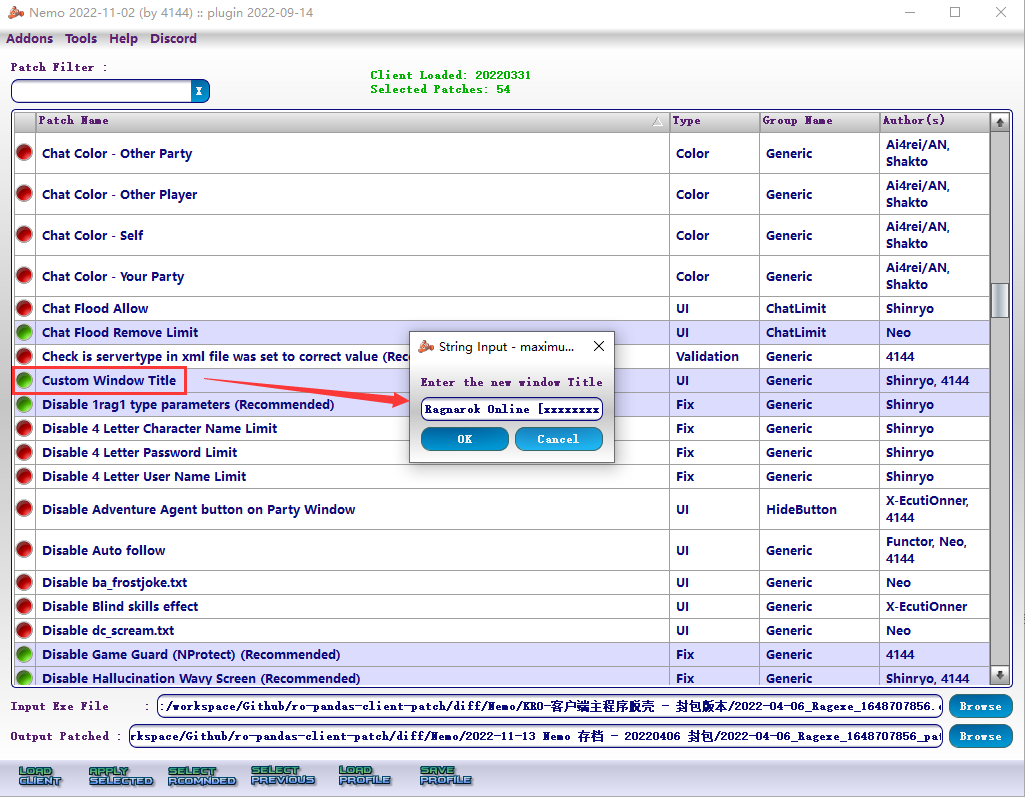 Nemo 2022-11-02 (by 4144) :: plugin 2022-09-14
Addons Tools Help Discord
Patch Filter :
X
Client Loaded: 20220331
Selected Patches: 54
Patch Name Type Group Name Author(s)
Chat Color - Other Party Color Generic Ai4rei/AN, Shakto
Chat Color - Other Player Color Generic Ai4rei/AN, Shakto
Chat Color - Self Color Generic Ai4rei/AN, Shakto
Chat Color - Your Party Color Generic Ai4rei/AN, Shakto
Chat Flood Allow UI ChatLimit Shinryo
Chat Flood Remove Limit UI ChatLimit Neo
Check is servertype in xml file was set to correct value (Rec Validation Generic 4144
Custom Window Title UI Generic Shinryo, 4144
Disable 1rag1 type parameters (Recommended) Fix Generic Shinryo
Disable 4 Letter Character Name Limit Fix Generic Shinryo
Disable 4 Letter Password Limit Fix Generic Shinryo
Disable 4 Letter User Name Limit Fix Generic Shinryo
Disable Adventure Agent button on Party Window UI HideButton X-EcutiOnner, 4144
Disable Auto follow UI Generic Functor, Neo, 4144
Disable ba_frostjoke.txt UI Generic Neo
Disable Blind skills effect UI Generic X-EcutiOnner
Disable dc_scream.txt UI Generic Neo
Disable Game Guard (NProtect) (Recommended) Fix Generic 4144
Disable Hallucination Wavy Screen (Recommended) Fix Generic Shinryo, 4144
String Input - maximu...
Enter the new window Title
Ragnarok Online [xxxxxxxx
OK Cancel
Input Exe File : :/workspace/Github/ro-pandas-client-patch/diff/Nemo/KRO-客户端主程序脱壳 - 封包版本/2022-04-06_Ragexe_1648707856. Browse
Output Patched : rkspace/Github/ro-pandas-client-patch/diff/Nemo/2022-11-13 Nemo 存档 - 20220406 封包/2022-04-06_Ragexe_1648707856_pat Browse
LOAD CLIENT
APPLY SELECTED
SELECT RCOMNDED
SELECT PREVIOUS
LOAD PROFILE
SAVE PROFILE